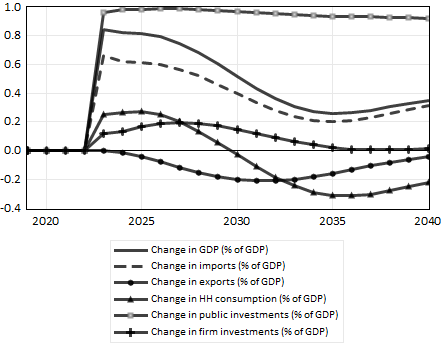 1.0
0.8
0.6
0.4
0.2
0.0
-0.2
-0.4
2020 2025 2030 2035 2040
Change in GDP (% of GDP)
Change in imports (% of GDP)
Change in exports (% of GDP)
Change in HH consumption (% of GDP)
Change in public investments (% of GDP)
Change in firm investments (% of GDP)